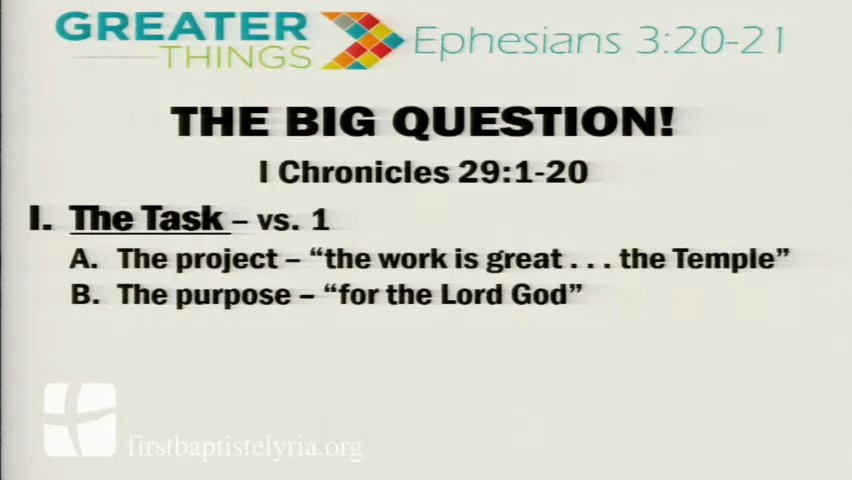 GREATER
THINGS
Ephesians 3:20-21
THE BIG QUESTION!
I Chronicles 29:1-20
I. The Task – vs. 1
A. The project – “the work is great . . . the Temple”
B. The purpose – “for the Lord God”
firstbaptistelyria.org